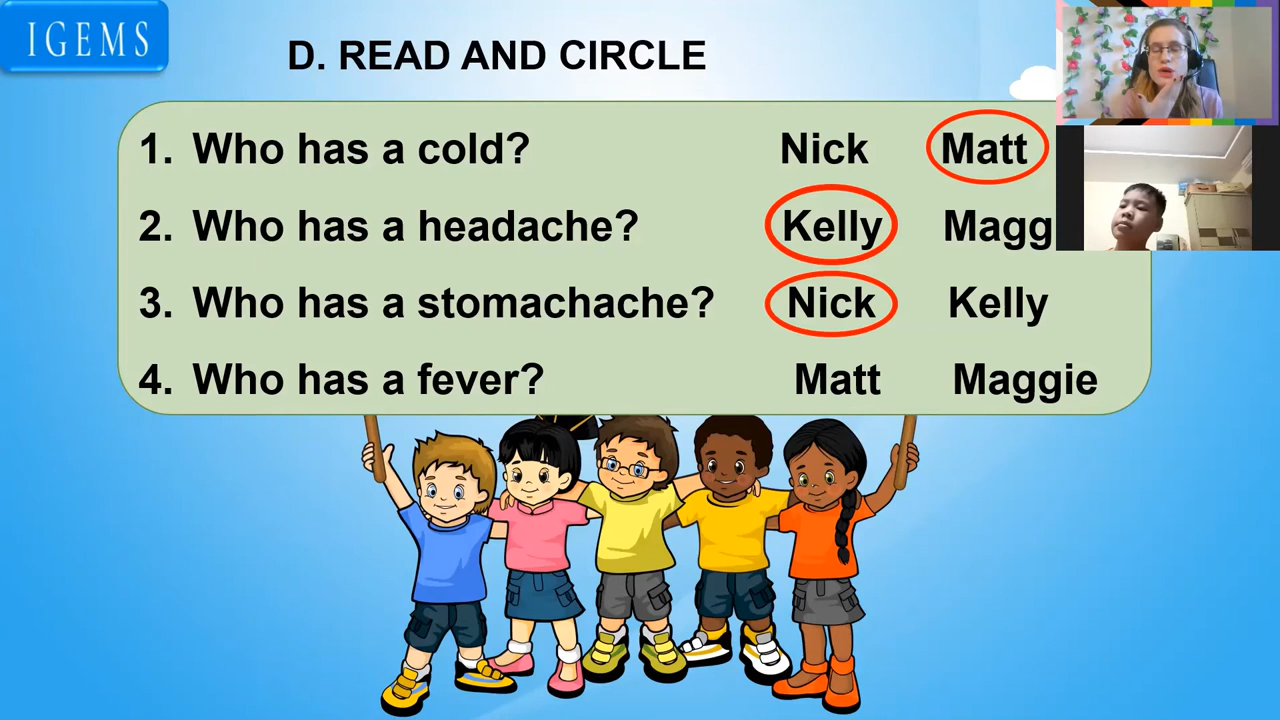 IGEMS
D. READ AND CIRCLE
1. Who has a cold? Nick Matt
2. Who has a headache? Kelly Magg
3. Who has a stomachache? Nick Kelly
4. Who has a fever? Matt Maggie